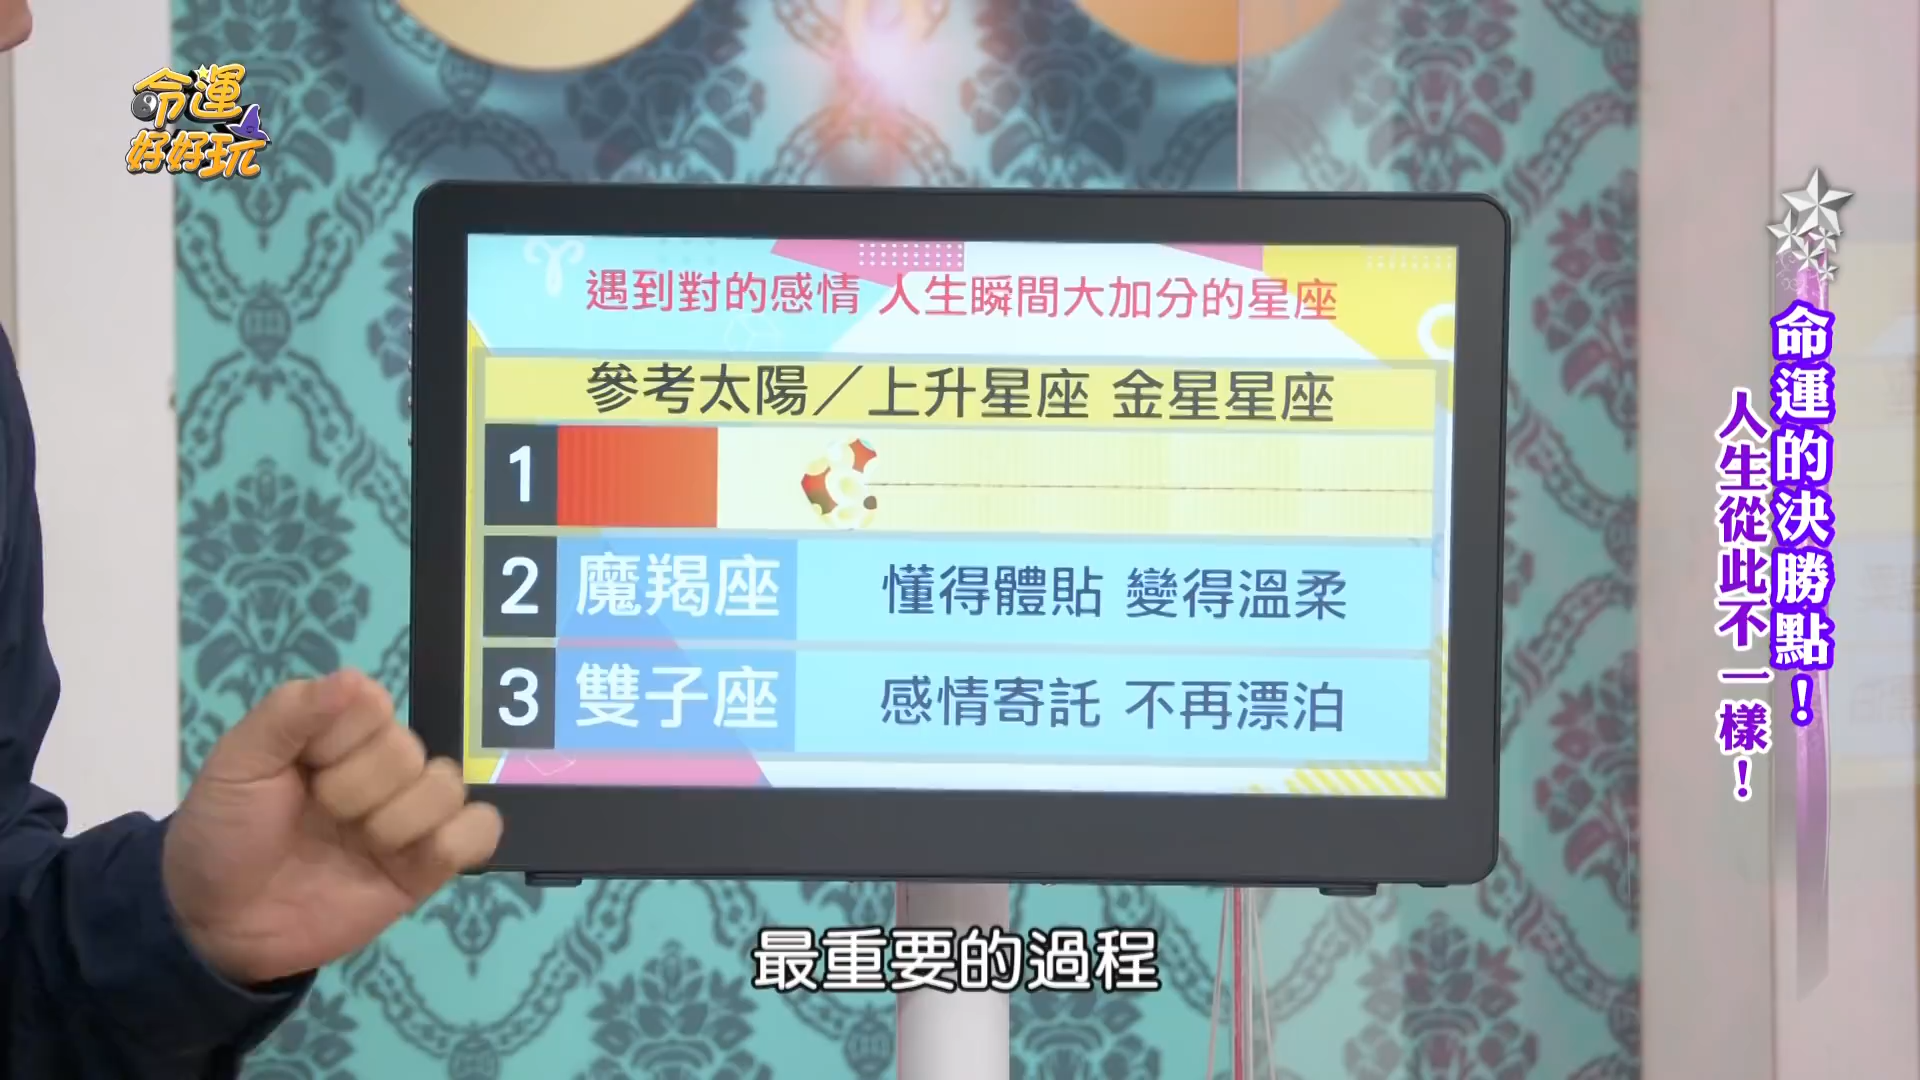 命運
好好玩
遇到對的感情 人生瞬間大加分的星座
參考太陽／上升星座 金星星座
1
2 魔羯座 懂得體貼 變得溫柔
3 雙子座 感情寄託 不再漂泊
命運的決勝點！
人生從此不一樣！
最重要的過程